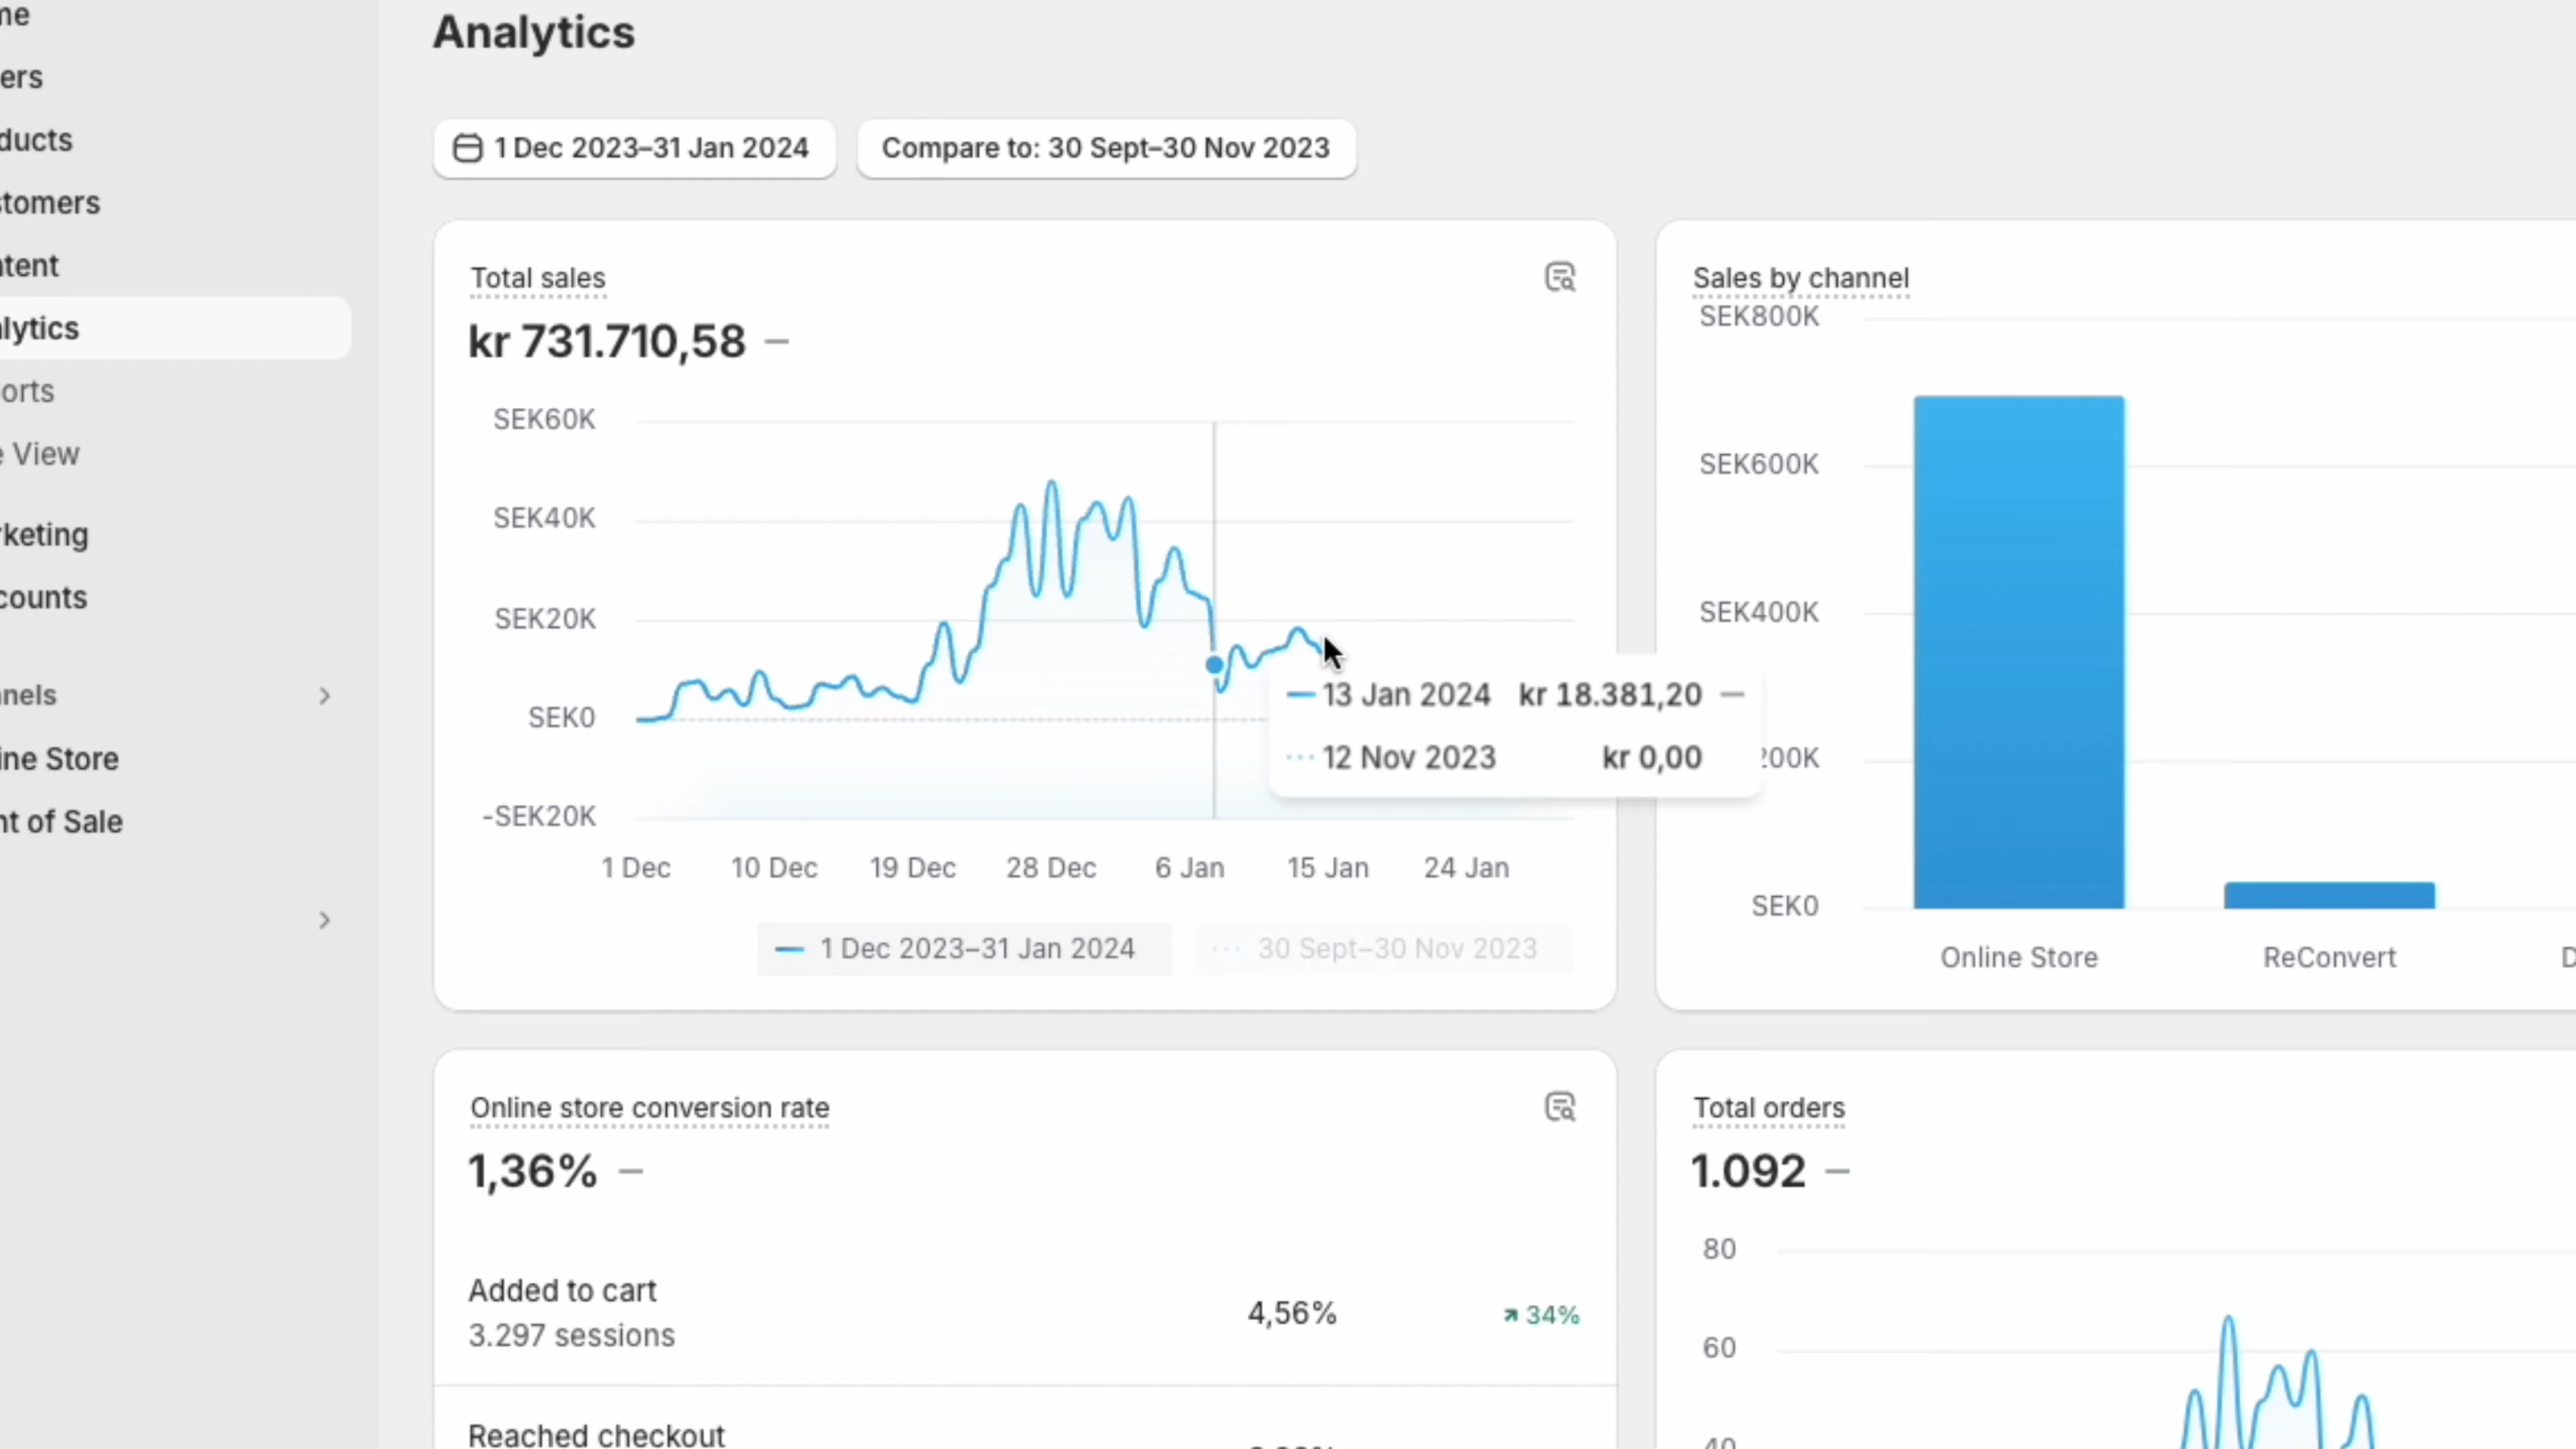 me
ers
ducts
stomers
ntent
lytics
orts
e View
rketing
counts
nnels
ine Store
nt of Sale
Analytics
1 Dec 2023–31 Jan 2024
Compare to: 30 Sept–30 Nov 2023
Total sales
kr 731.710,58 —
SEK60K
SEK40K
SEK20K
SEK0
-SEK20K
1 Dec 10 Dec 19 Dec 28 Dec 6 Jan 15 Jan 24 Jan
13 Jan 2024 kr 18.381,20 —
12 Nov 2023 kr 0,00
1 Dec 2023–31 Jan 2024
30 Sept–30 Nov 2023
Sales by channel
SEK800K
SEK600K
SEK400K
200K
SEK0
Online Store ReConvert D
Online store conversion rate
1,36% —
Added to cart
3.297 sessions
4,56% 34%
Reached checkout
Total orders
1.092 —
80
60
40